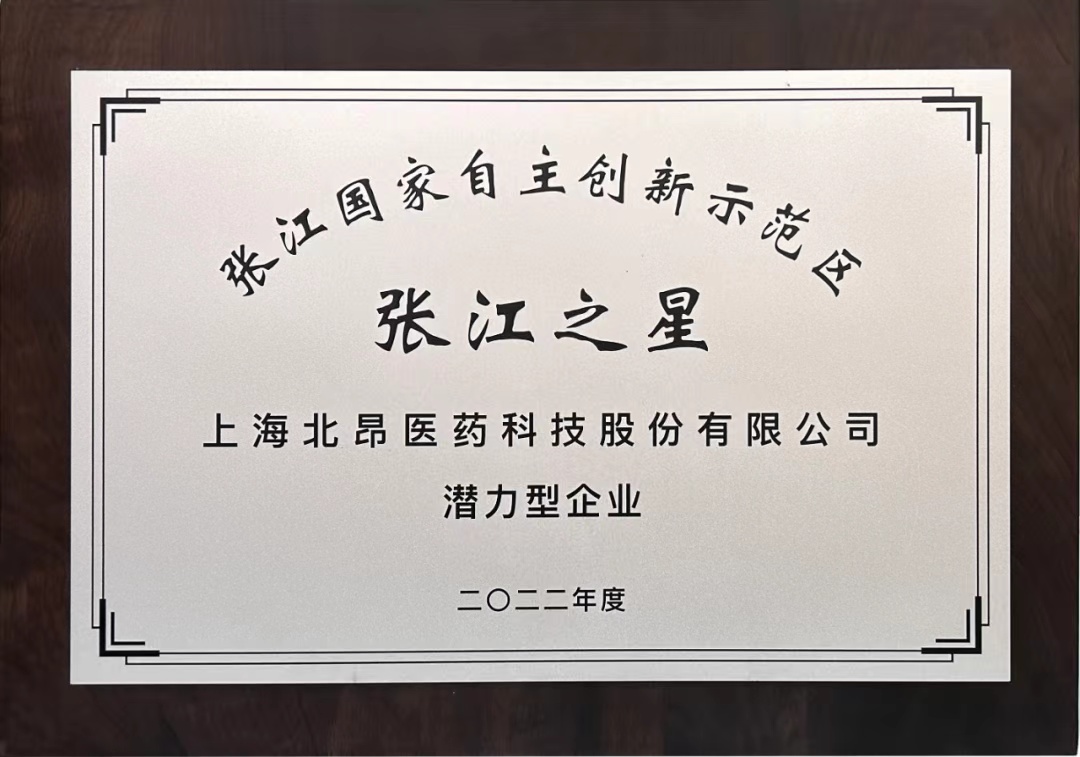 张江国家自主创新示范区
张江之星
上海北昂医药科技股份有限公司
潜力型企业
二〇二二年度